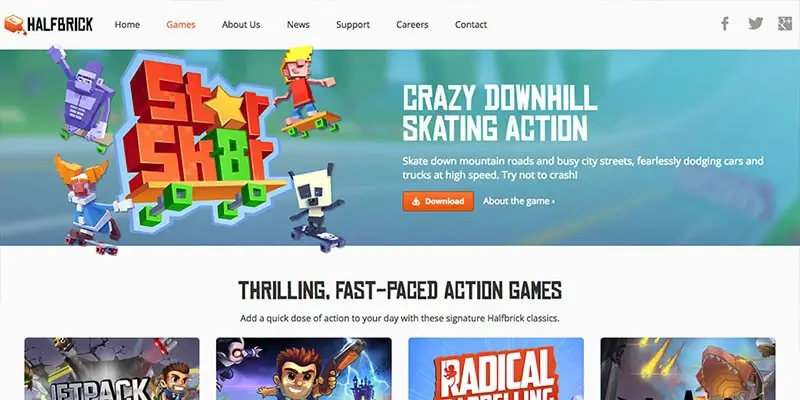 HALFBRICK
Home
Games
About Us
News
Support
Careers
Contact
Star
Sk8r
CRAZY DOWNHILL
SKATING ACTION
Skate down mountain roads and busy city streets, fearlessly dodging cars and
trucks at high speed. Try not to crash!
Download
About the game ›
THRILLING, FAST-PACED ACTION GAMES
Add a quick dose of action to your day with these signature Halfbrick classics.
JETPACK
RADICAL
RAPPELLING